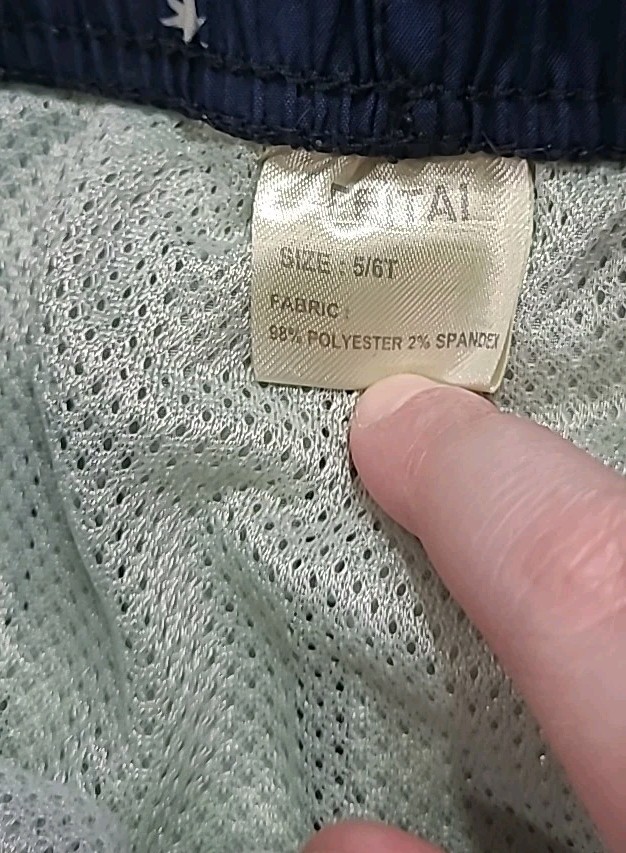 SIZE : 5/6T
FABRIC :
98% POLYESTER 2% SPANDEX